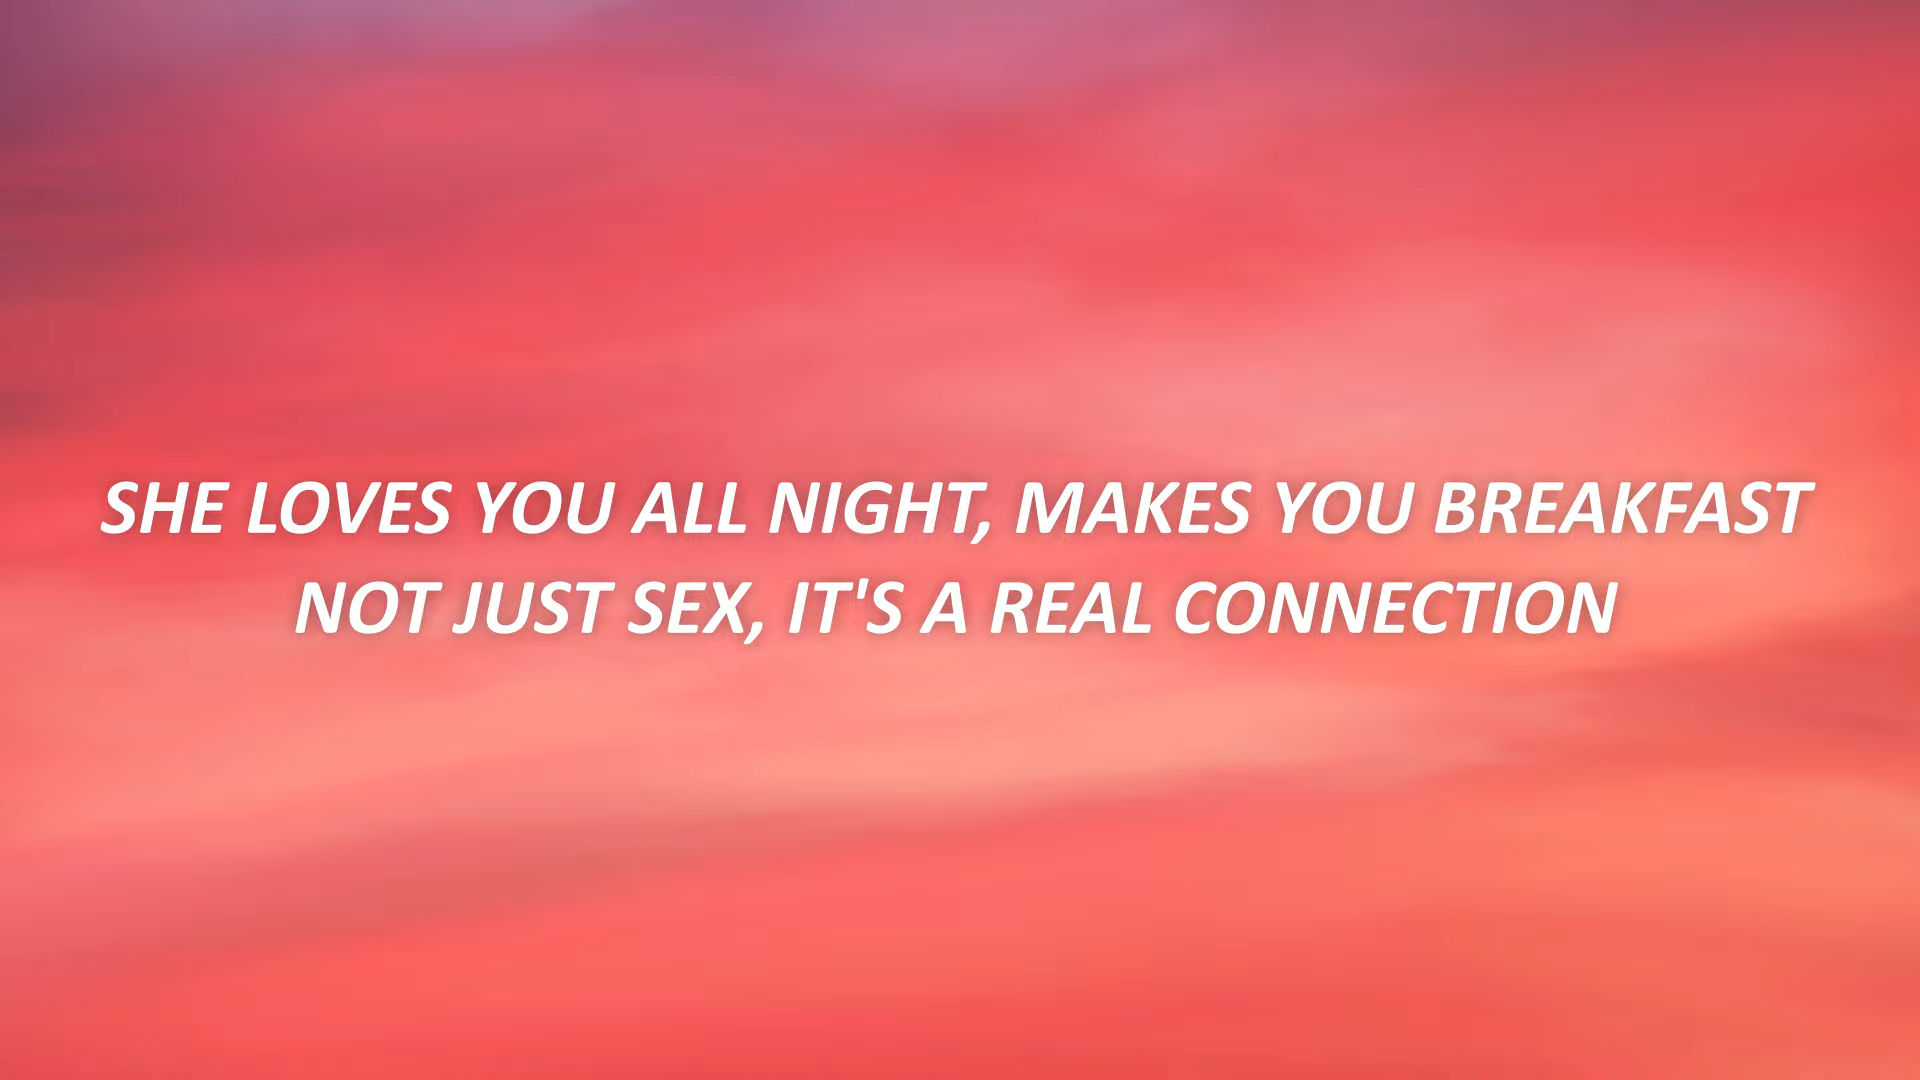 SHE LOVES YOU ALL NIGHT, MAKES YOU BREAKFAST
NOT JUST SEX, IT'S A REAL CONNECTION